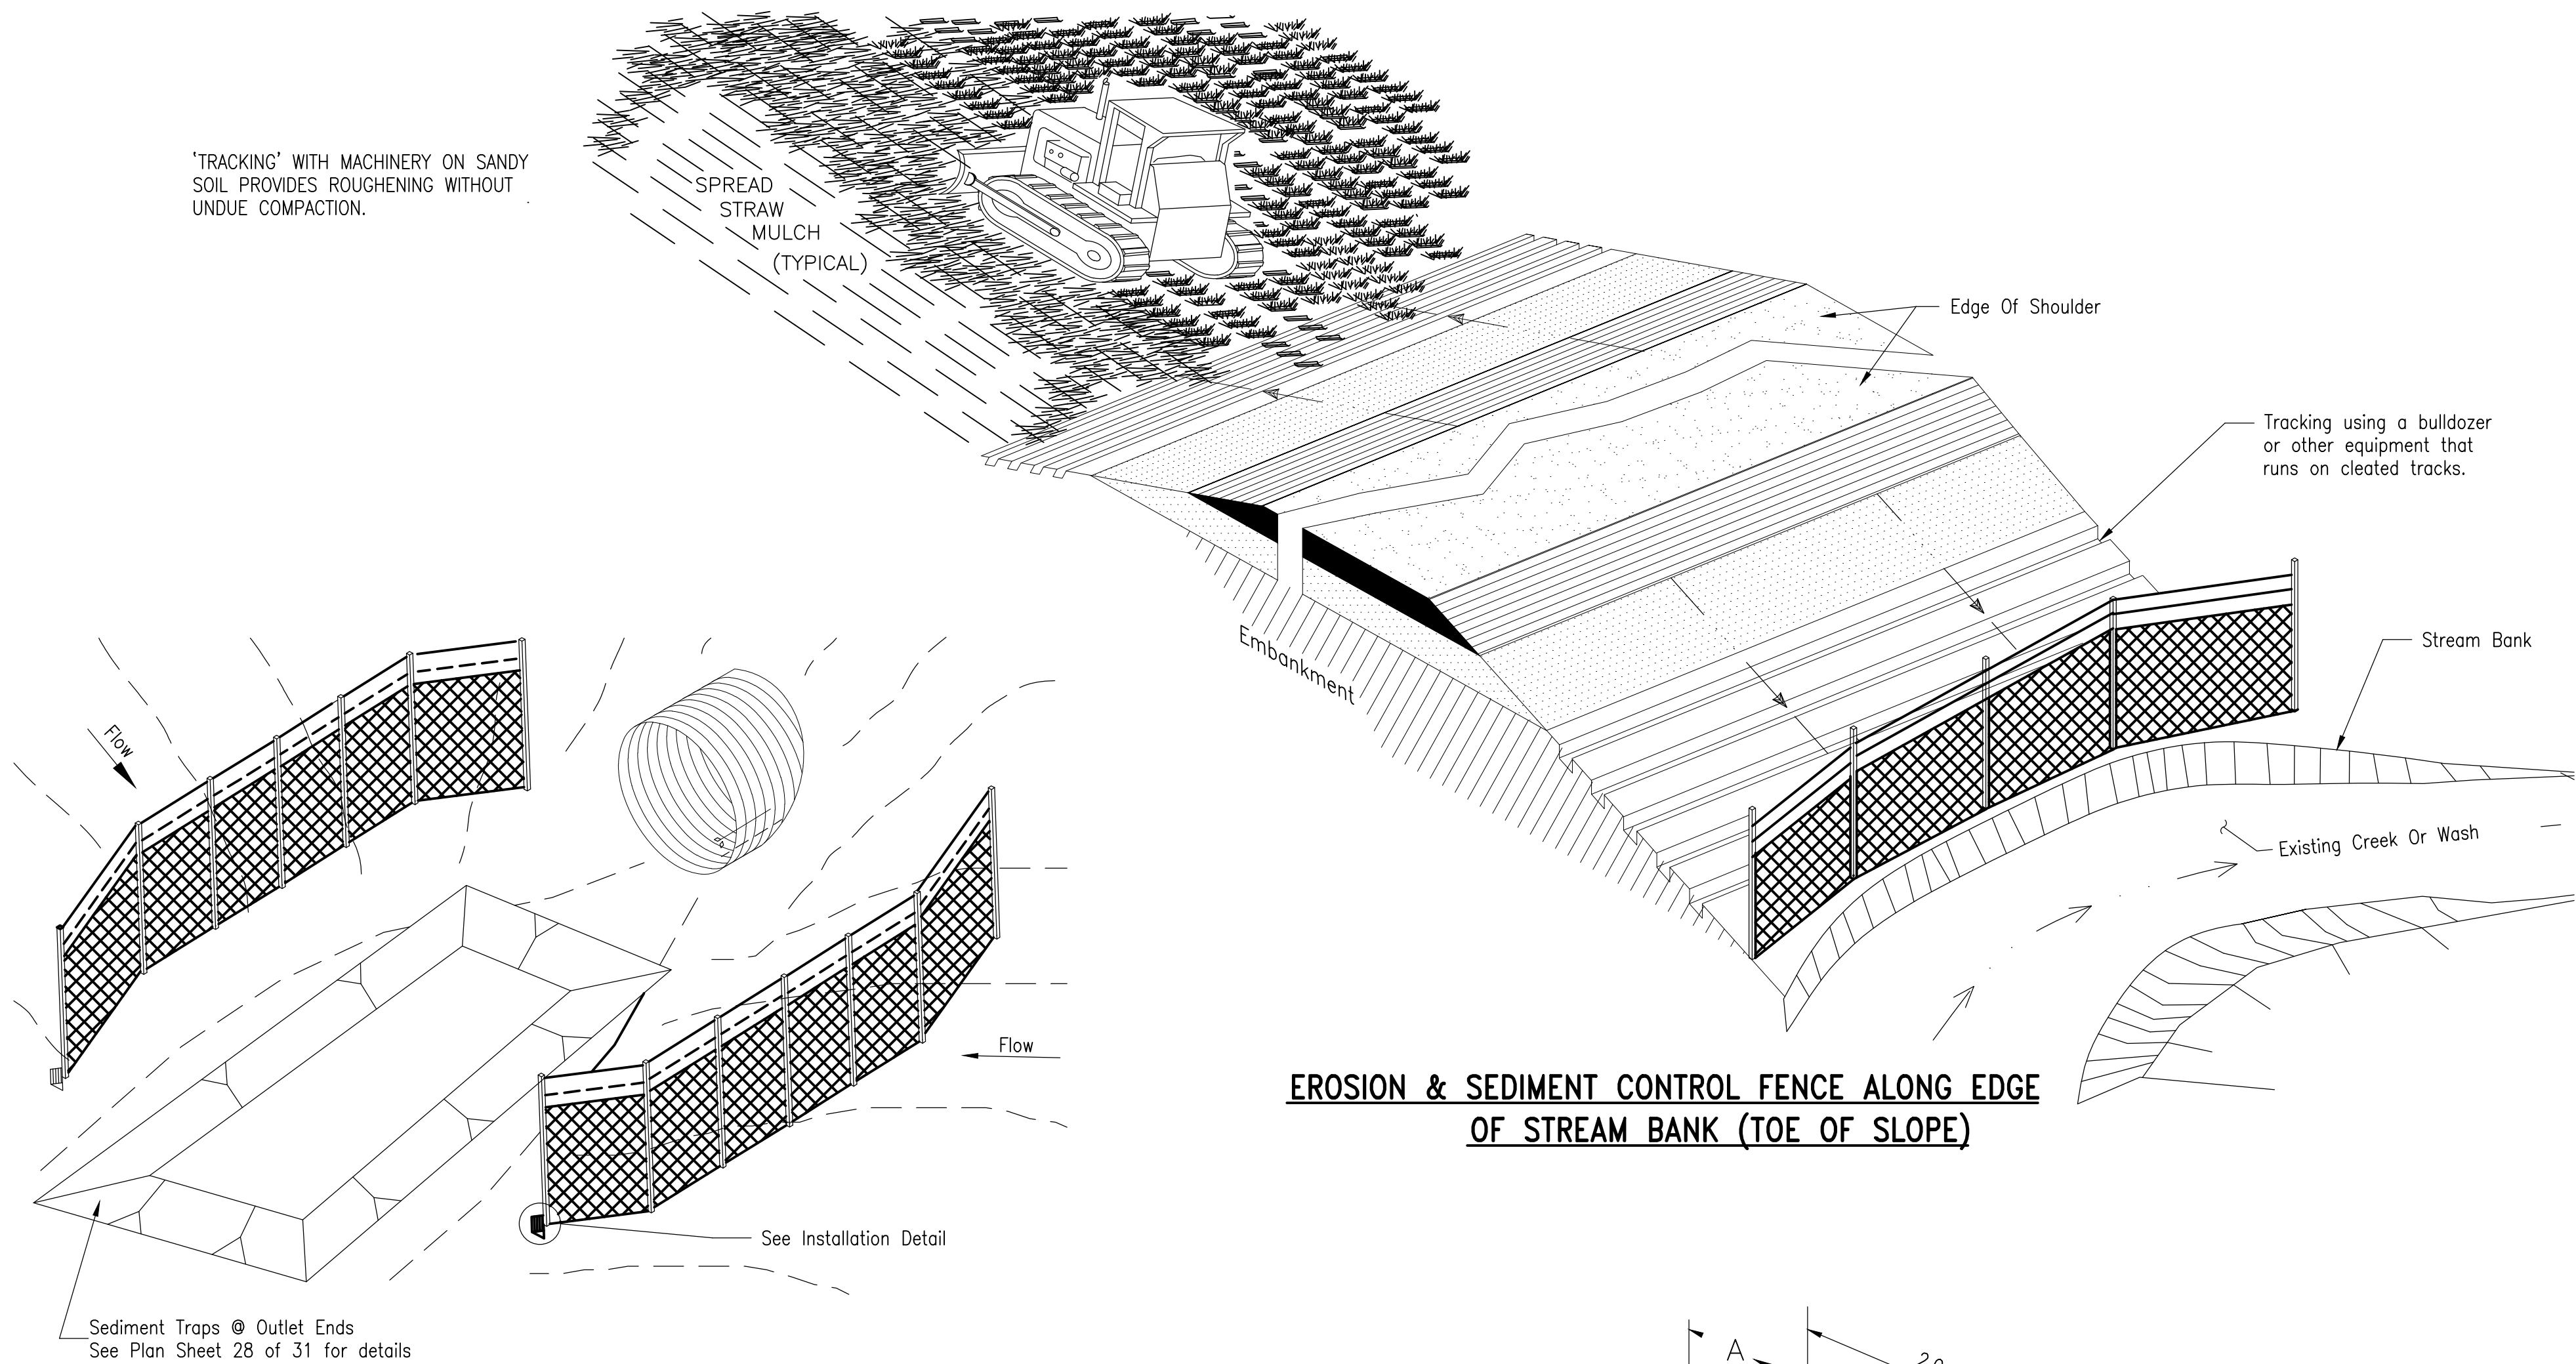 'TRACKING' WITH MACHINERY ON SANDY
SOIL PROVIDES ROUGHENING WITHOUT
UNDUE COMPACTION.
SPREAD
STRAW
MULCH
(TYPICAL)
Edge Of Shoulder
Tracking using a bulldozer
or other equipment that
runs on cleated tracks.
Embankment
Stream Bank
Existing Creek Or Wash
Flow
Flow
EROSION & SEDIMENT CONTROL FENCE ALONG EDGE
OF STREAM BANK (TOE OF SLOPE)
See Installation Detail
Sediment Traps @ Outlet Ends
See Plan Sheet 28 of 31 for details
A